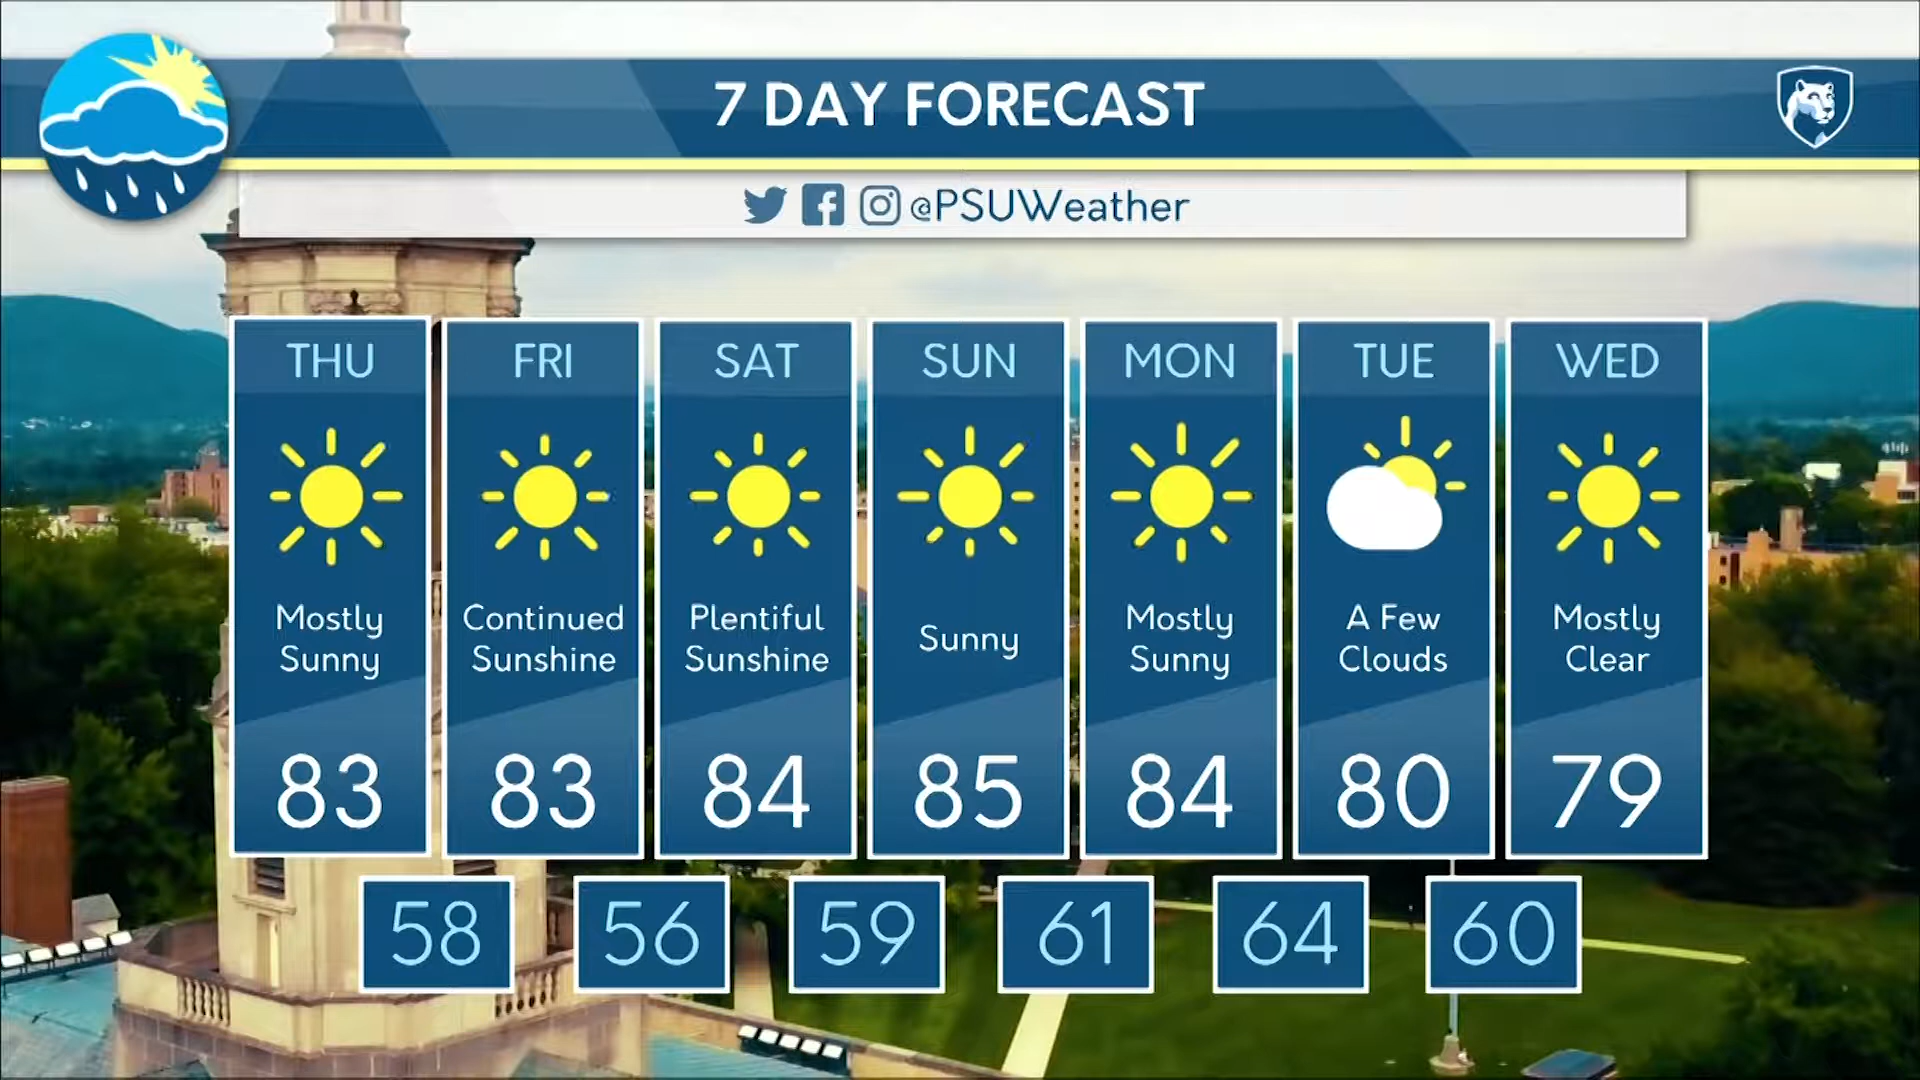 7 DAY FORECAST
@PSUWeather
THU
FRI
SAT
SUN
MON
TUE
WED
Mostly
Sunny
Continued
Sunshine
Plentiful
Sunshine
Sunny
Mostly
Sunny
A Few
Clouds
Mostly
Clear
83
83
84
85
84
80
79
58
56
59
61
64
60